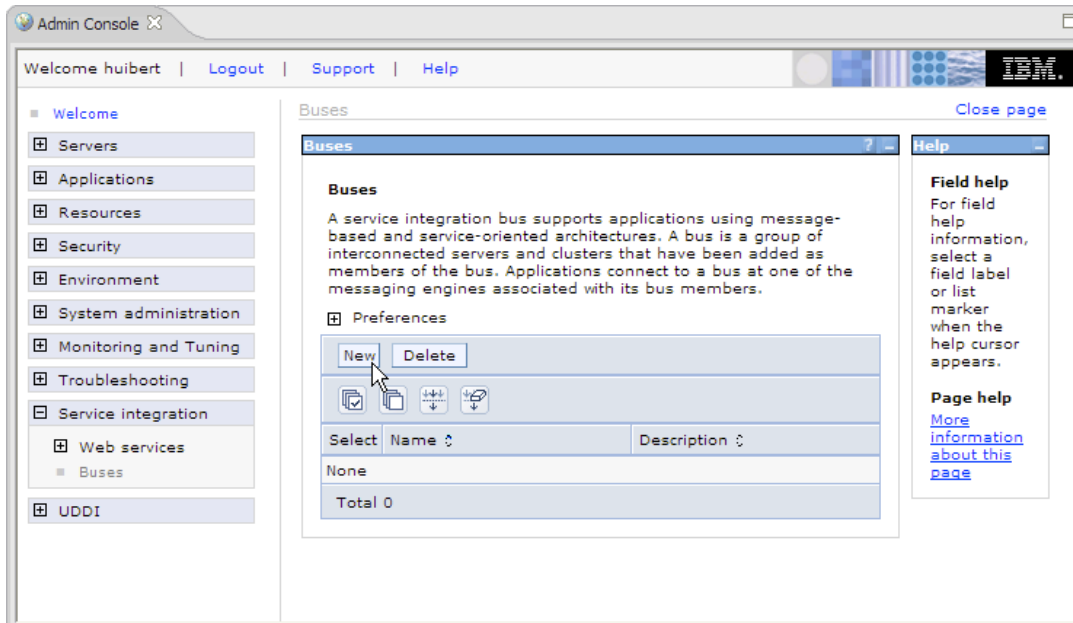 Admin Console
Welcome huibert | Logout | Support | Help
IBM.
Welcome
Servers
Applications
Resources
Security
Environment
System administration
Monitoring and Tuning
Troubleshooting
Service integration
Web services
Buses
UDDI
Buses
Close page
Buses ? –
Buses
A service integration bus supports applications using message-
based and service-oriented architectures. A bus is a group of
interconnected servers and clusters that have been added as
members of the bus. Applications connect to a bus at one of the
messaging engines associated with its bus members.
Preferences
New Delete
Select Name Description
None
Total 0
Help –
Field help
For field
help
information,
select a
field label
or list
marker
when the
help cursor
appears.
Page help
More
information
about this
page